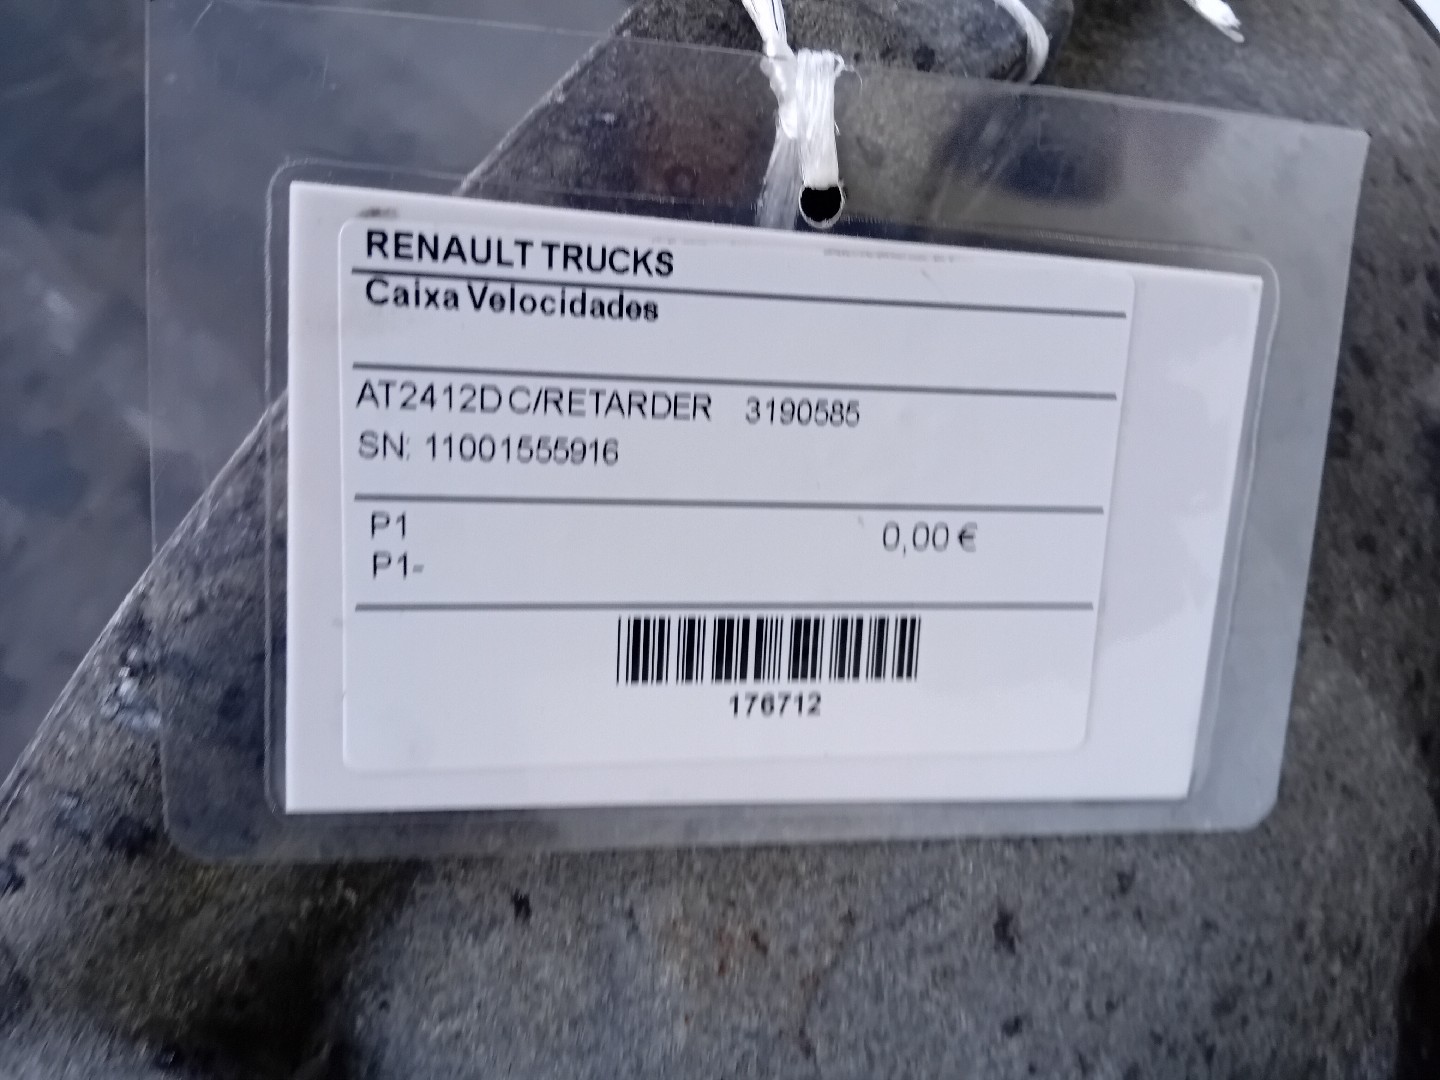 RENAULT TRUCKS
Caixa Velocidades
AT2412D C/RETARDER 3190585
SN: 11001555916
P1 0,00 €
P1-
176712